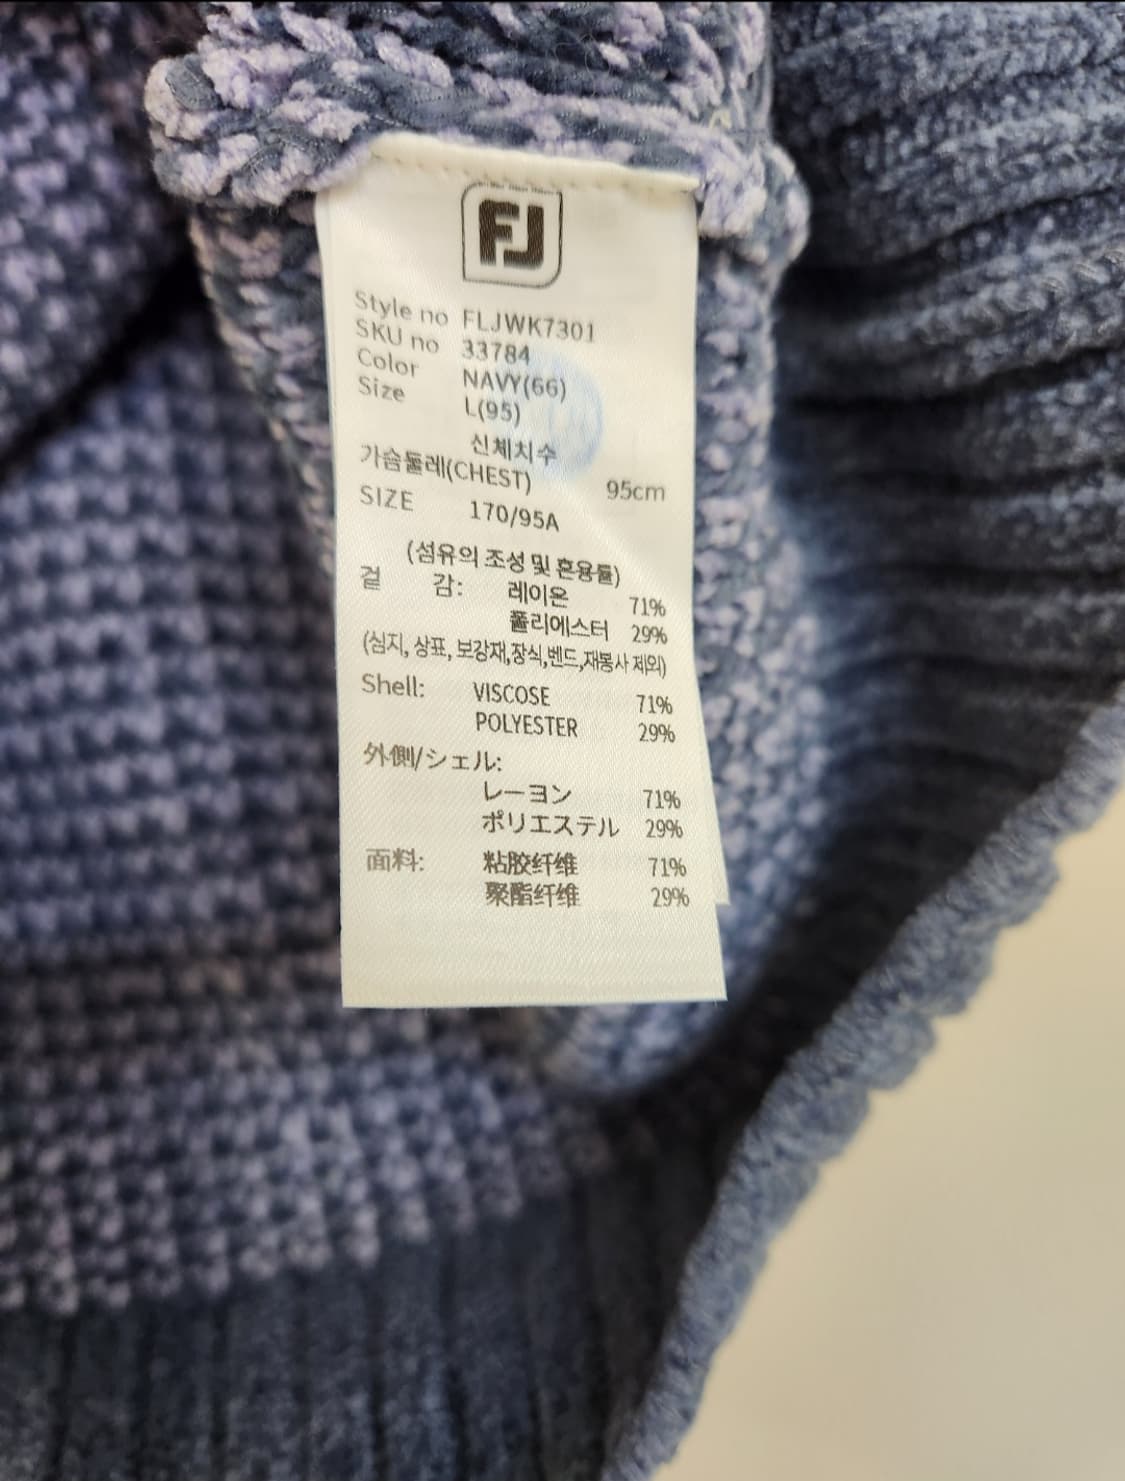 FJ
Style no FLJWK7301
SKU no 33784
Color NAVY(66)
Size L(95)
신체치수
가슴둘레(CHEST) 95cm
SIZE 170/95A
(섬유의 조성 및 혼용률)
겉 감: 레이온 71%
폴리에스터 29%
(심지, 상표, 보강재,장식,벤드,재봉사 제외)
Shell: VISCOSE 71%
POLYESTER 29%
外側/シェル:
レーヨン 71%
ポリエステル 29%
面料: 粘胶纤维 71%
聚酯纤维 29%